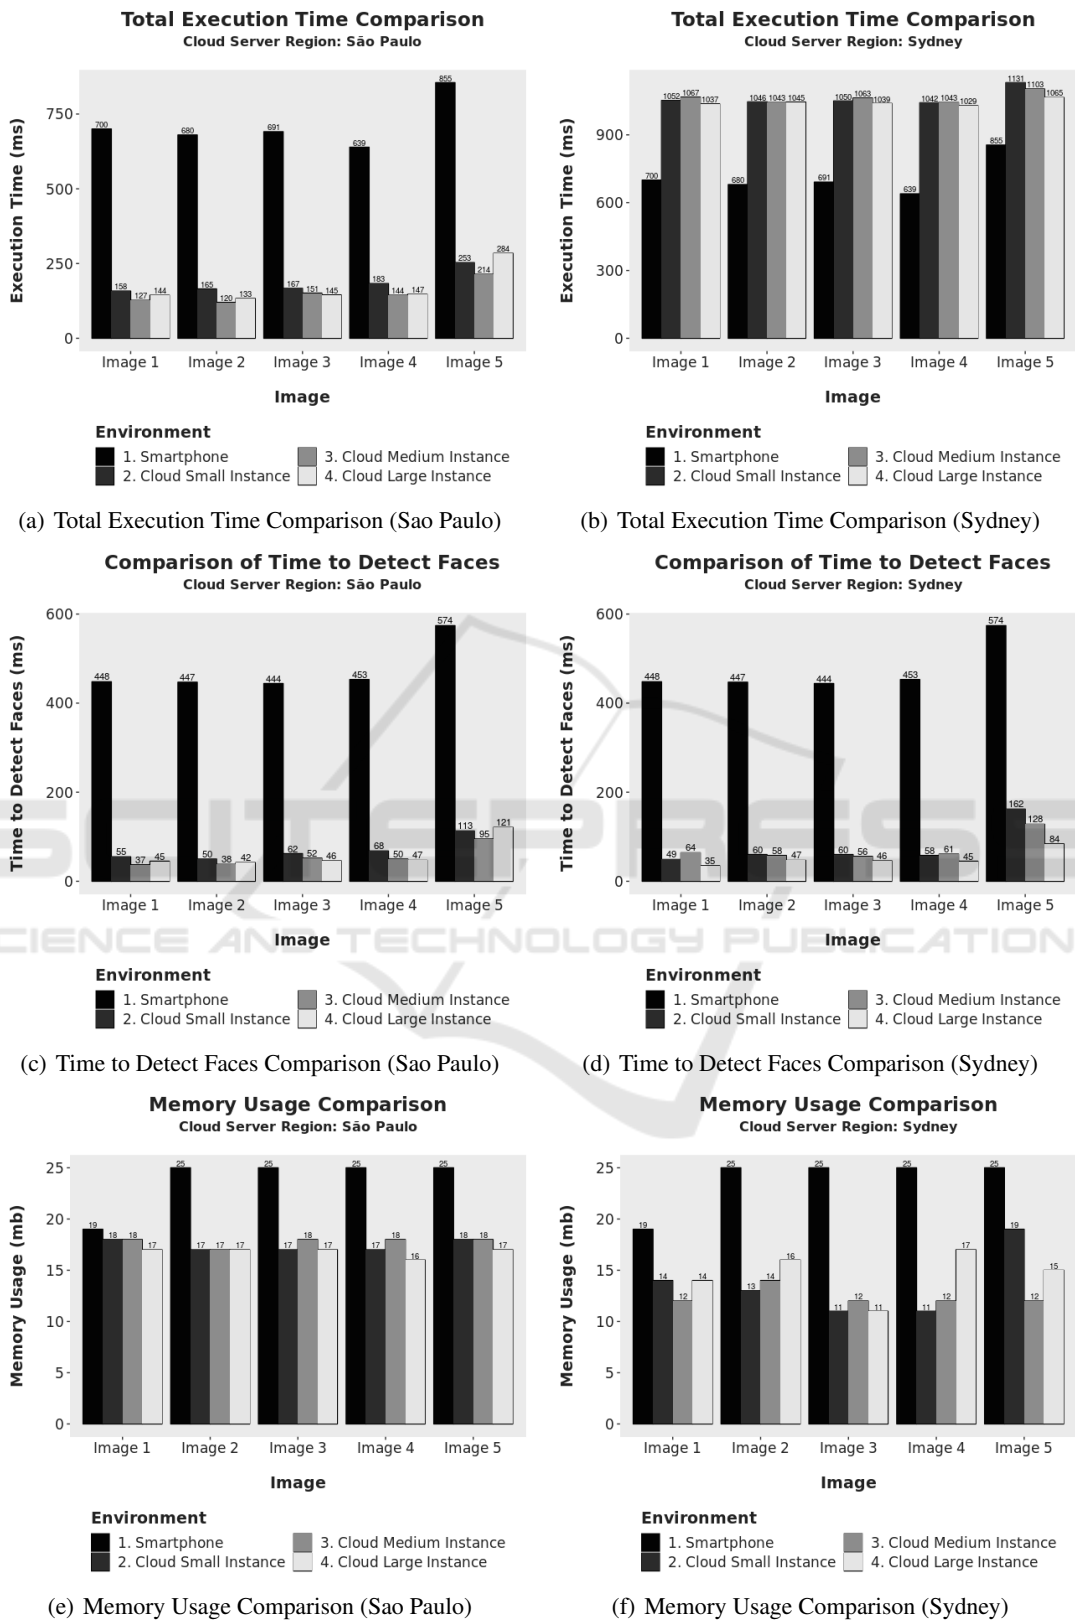 Total Execution Time Comparison
Cloud Server Region: São Paulo
Execution Time (ms)
750
500
250
0
700
158
127
144
680
165
120
133
691
167
151
145
639
183
144
147
855
253
214
284
Image 1 Image 2 Image 3 Image 4 Image 5
Image
Environment
1. Smartphone 3. Cloud Medium Instance
2. Cloud Small Instance 4. Cloud Large Instance
(a) Total Execution Time Comparison (Sao Paulo)
Total Execution Time Comparison
Cloud Server Region: Sydney
Execution Time (ms)
900
600
300
0
700
1052
1067
1037
680
1046
1043
1045
691
1050
1063
1039
639
1042
1043
1029
855
1131
1103
1065
Image 1 Image 2 Image 3 Image 4 Image 5
Image
Environment
1. Smartphone 3. Cloud Medium Instance
2. Cloud Small Instance 4. Cloud Large Instance
(b) Total Execution Time Comparison (Sydney)
Comparison of Time to Detect Faces
Cloud Server Region: São Paulo
Time to Detect Faces (ms)
600
400
200
0
448
55
37
45
447
50
38
42
444
62
52
46
453
68
50
47
574
113
95
121
Image 1 Image 2 Image 3 Image 4 Image 5
Image
Environment
1. Smartphone 3. Cloud Medium Instance
2. Cloud Small Instance 4. Cloud Large Instance
(c) Time to Detect Faces Comparison (Sao Paulo)
Comparison of Time to Detect Faces
Cloud Server Region: Sydney
Time to Detect Faces (ms)
600
400
200
0
448
49
64
35
447
60
58
47
444
60
56
46
453
58
61
45
574
162
128
84
Image 1 Image 2 Image 3 Image 4 Image 5
Image
Environment
1. Smartphone 3. Cloud Medium Instance
2. Cloud Small Instance 4. Cloud Large Instance
(d) Time to Detect Faces Comparison (Sydney)
SCITEPRESS
SCIENCE AND TECHNOLOGY PUBLICATIONS
Memory Usage Comparison
Cloud Server Region: São Paulo
Memory Usage (mb)
25
20
15
10
5
0
19
18
18
17
25
17
17
17
25
17
18
17
25
17
18
16
25
18
18
17
Image 1 Image 2 Image 3 Image 4 Image 5
Image
Environment
1. Smartphone 3. Cloud Medium Instance
2. Cloud Small Instance 4. Cloud Large Instance
(e) Memory Usage Comparison (Sao Paulo)
Memory Usage Comparison
Cloud Server Region: Sydney
Memory Usage (mb)
25
20
15
10
5
0
19
14
12
14
25
13
14
16
25
11
12
11
25
11
12
17
25
19
12
15
Image 1 Image 2 Image 3 Image 4 Image 5
Image
Environment
1. Smartphone 3. Cloud Medium Instance
2. Cloud Small Instance 4. Cloud Large Instance
(f) Memory Usage Comparison (Sydney)